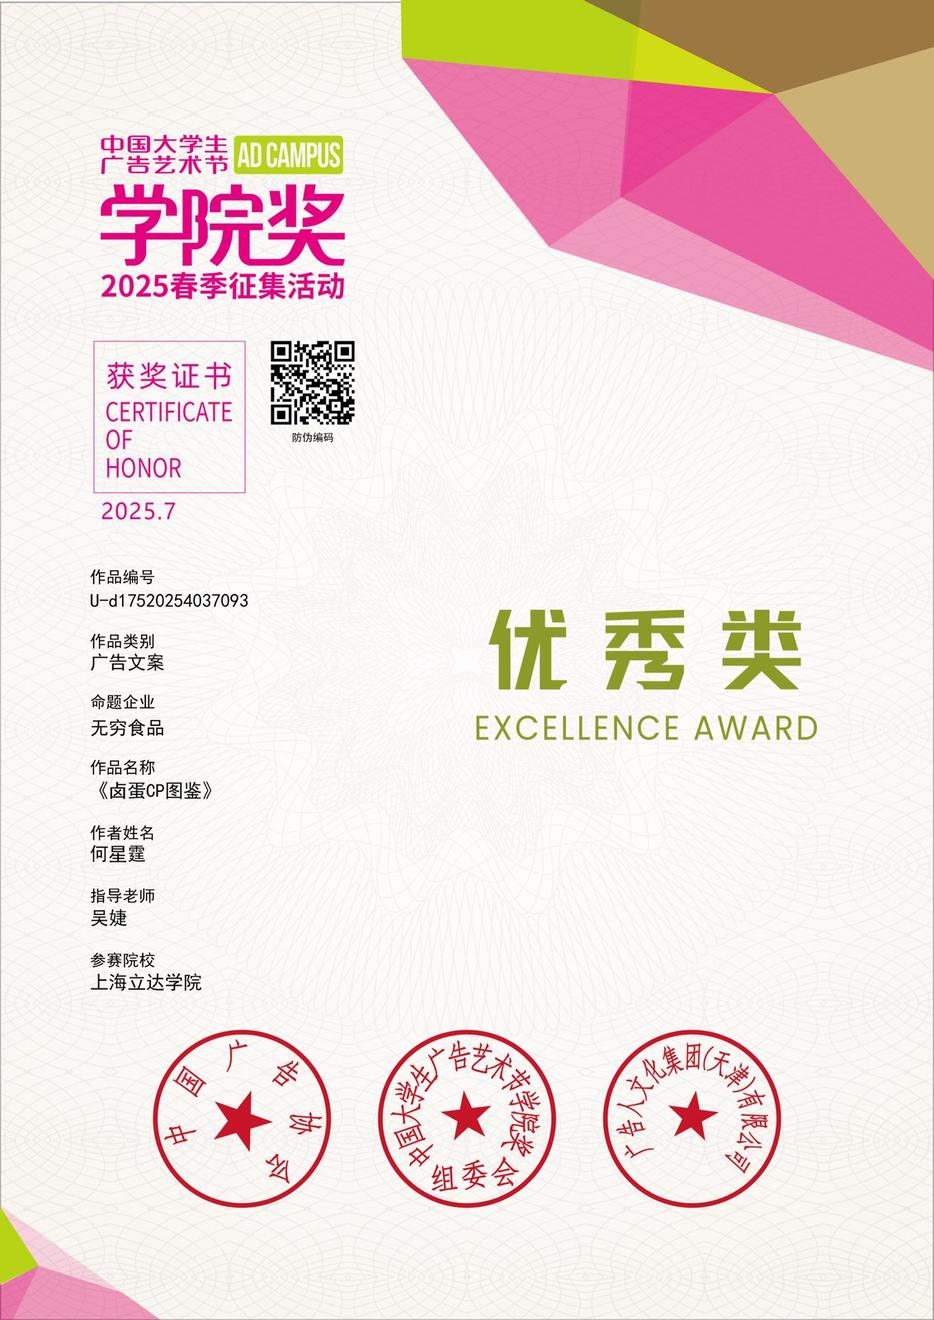 中国大学生
广告艺术节
AD CAMPUS
学院奖
2025春季征集活动
获奖证书
CERTIFICATE
OF
HONOR
2025.7
防伪编码
作品编号
U-d17520254037093
作品类别
广告文案
命题企业
无穷食品
作品名称
《卤蛋CP图鉴》
作者姓名
何星霆
指导老师
吴婕
参赛院校
上海立达学院
优秀类
EXCELLENCE AWARD
中国广告协会
中国大学生广告艺术节学院奖
组委会
广告人文化集团(天津)有限公司